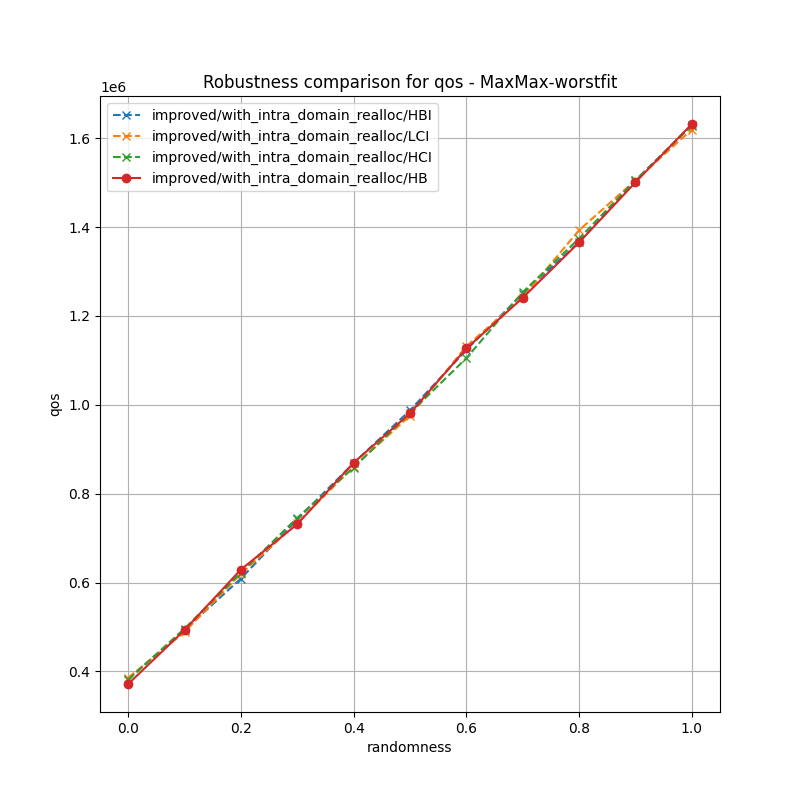 Robustness comparison for qos - MaxMax-worstfit
1e6
improved/with_intra_domain_realloc/HBI
improved/with_intra_domain_realloc/LCI
improved/with_intra_domain_realloc/HCI
improved/with_intra_domain_realloc/HB
1.6
1.4
1.2
1.0
0.8
0.6
0.4
qos
0.0 0.2 0.4 0.6 0.8 1.0
randomness